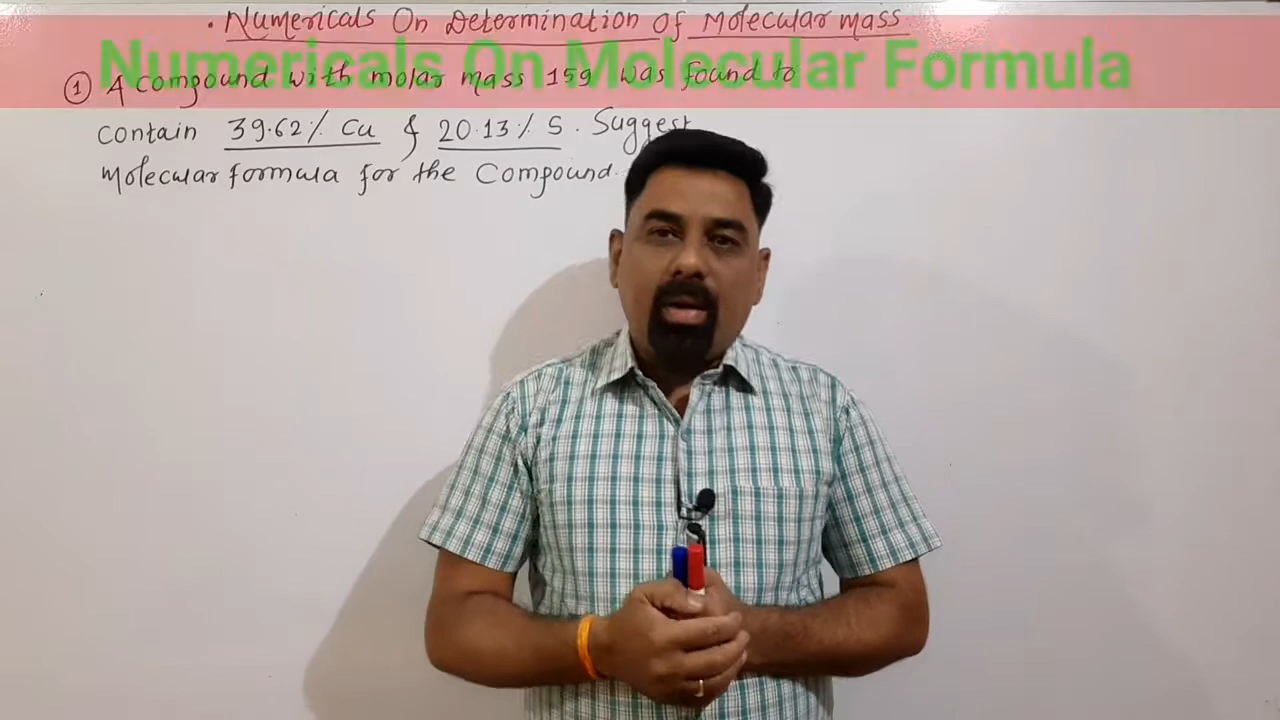 • Numericals On Determination Of Molecular mass
Numericals On Molecular Formula
① A compound with molar mass 159 was found to
contain 39.62% Cu & 20.13% S. Suggest
Molecular formula for the Compound.